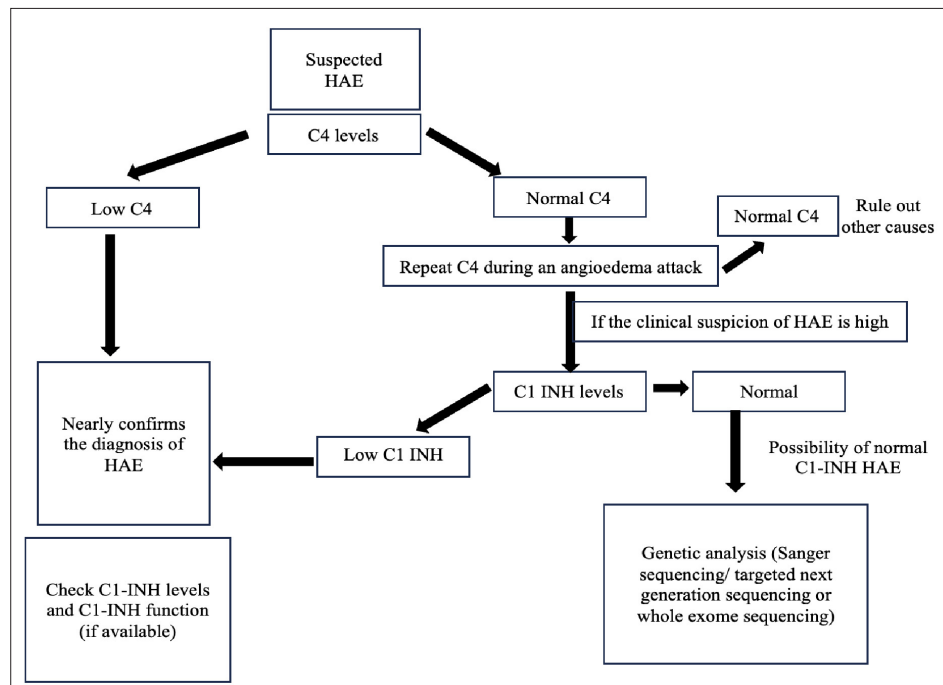 Suspected
HAE
C4 levels
Low C4
Normal C4
Normal C4
Rule out
other causes
Repeat C4 during an angioedema attack
If the clinical suspicion of HAE is high
C1 INH levels
Normal
Nearly confirms
the diagnosis of
HAE
Low C1 INH
Possibility of normal
C1-INH HAE
Check C1-INH levels
and C1-INH function
(if available)
Genetic analysis (Sanger
sequencing/ targeted next
generation sequencing or
whole exome sequencing)